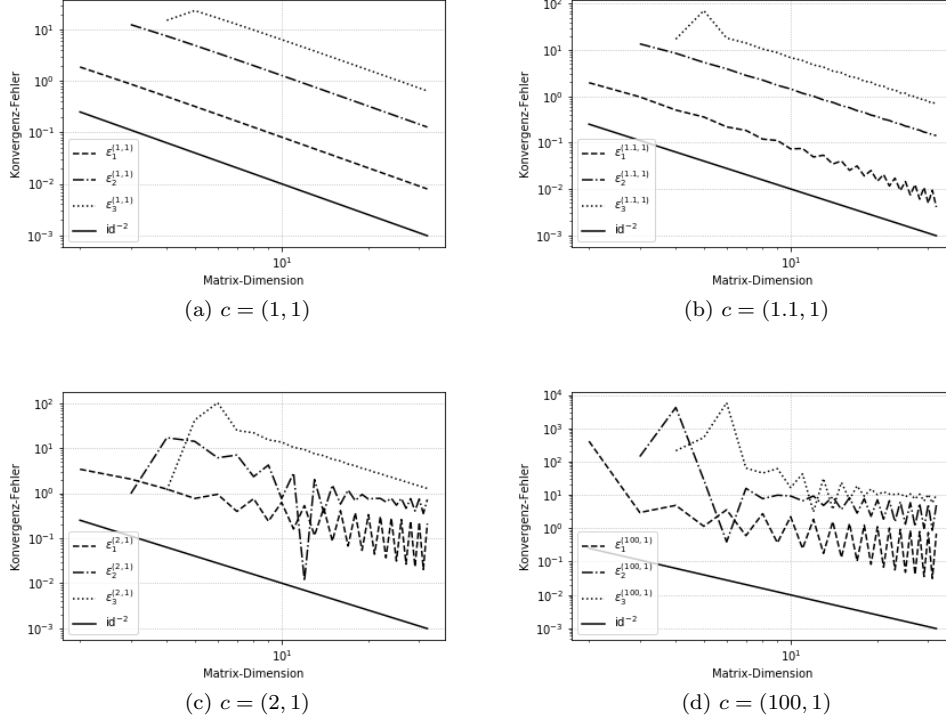 10^1
10^0
10^{-1}
10^{-2}
10^{-3}
Konvergenz-Fehler
ε_1^{(1,1)}
ε_2^{(1,1)}
ε_3^{(1,1)}
id^{-2}
10^1
Matrix-Dimension
(a) c = (1, 1)
10^2
10^1
10^0
10^{-1}
10^{-2}
10^{-3}
Konvergenz-Fehler
ε_1^{(1.1,1)}
ε_2^{(1.1,1)}
ε_3^{(1.1,1)}
id^{-2}
10^1
Matrix-Dimension
(b) c = (1.1, 1)
10^2
10^1
10^0
10^{-1}
10^{-2}
10^{-3}
Konvergenz-Fehler
ε_1^{(2,1)}
ε_2^{(2,1)}
ε_3^{(2,1)}
id^{-2}
10^1
Matrix-Dimension
(c) c = (2, 1)
10^4
10^3
10^2
10^1
10^0
10^{-1}
10^{-2}
10^{-3}
Konvergenz-Fehler
ε_1^{(100,1)}
ε_2^{(100,1)}
ε_3^{(100,1)}
id^{-2}
10^1
Matrix-Dimension
(d) c = (100, 1)